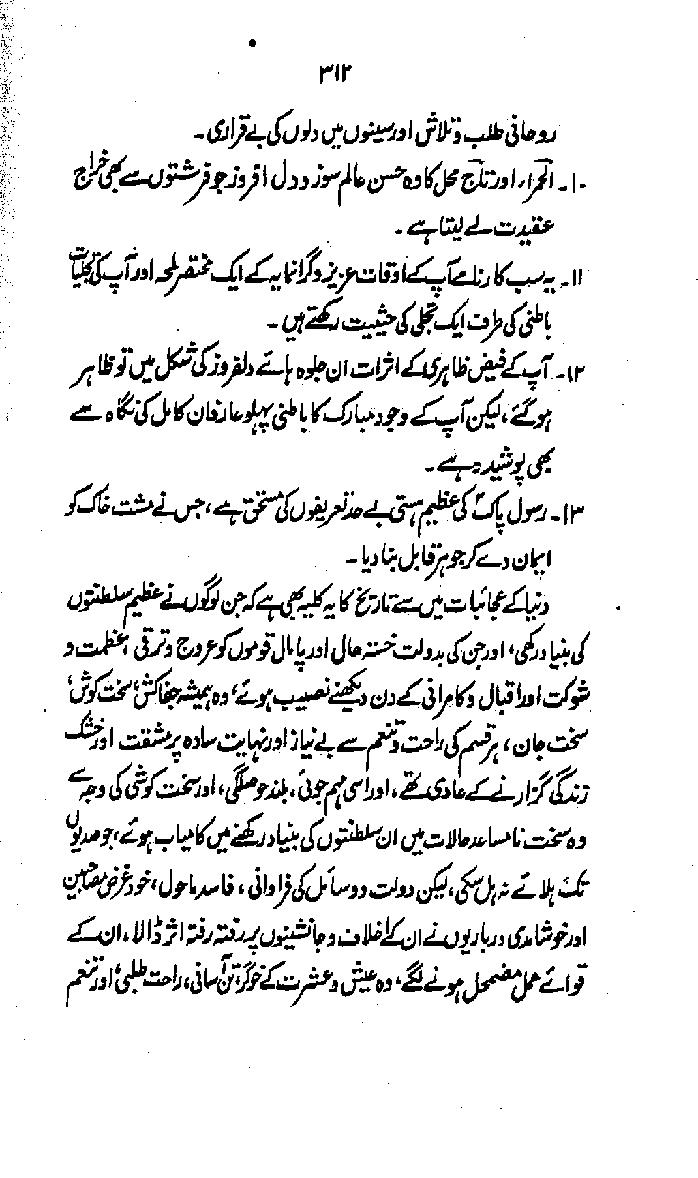 ۳۱۲
روحانی طلب و تلاش اور سینوں میں دلوں کی بے قراری۔
۱۰۔ الحمراء اور تاج محل کا وہ حسن عالم سوز و دل افروز جو فرشتوں سے بھی خراج
عقیدت لے لیتا ہے۔
۱۱۔ یہ سب کارنامے آپ کے اوقات عزیز و گرانمایہ کے ایک مختصر لمحہ اور آپ کی تجلیات
باطنی کی طرف ایک تجلی کی حیثیت رکھتے ہیں۔
۱۲۔ آپ کے فیض ظاہری کے اثرات ان جلوہ ہائے دلفروز کی شکل میں تو ظاہر
ہو گئے، لیکن آپ کے وجود مبارک کا باطنی پہلو عارفان کامل کی نگاہ سے
بھی پوشیدہ ہے۔
۱۳۔ رسول پاکؐ کی عظیم ہستی بے حد تعریفوں کی مستحق ہے، جس نے مشت خاک کو
ایمان دے کر جوہر قابل بنا دیا۔
دنیا کے عجائبات میں سے تاریخ کا یہ کلیہ بھی ہے کہ جن لوگوں نے عظیم سلطنتوں
کی بنیاد رکھی، اور جن کی بدولت خستہ حال اور پامال قوموں کو عروج و ترقی، عظمت و
شوکت اور اقبال و کامرانی کے دن دیکھنے نصیب ہوئے، وہ ہمیشہ جفاکش، سخت کوش،
سخت جان، ہر قسم کی راحت و تنعم سے بے نیاز اور نہایت سادہ پر مشقت اور خشک
زندگی گزارنے کے عادی تھے، اور اسی مہم جوئی، بلند حوصلگی، اور سخت کوشی کی وجہ سے
وہ سخت نامساعد حالات میں ان سلطنتوں کی بنیاد رکھنے میں کامیاب ہوئے، جو صدیوں
تک ہلائے نہ ہل سکی، لیکن دولت و وسائل کی فراوانی، فاسد ماحول، خود غرض مصاحبین
اور خوشامدی درباریوں نے ان کے اخلاف و جانشینوں پر رفتہ رفتہ اثر ڈالا، ان کے
قوائے عمل مضمحل ہونے لگے، وہ عیش و عشرت کے خوگر، تن آسانی، راحت طلبی، اور تنعم